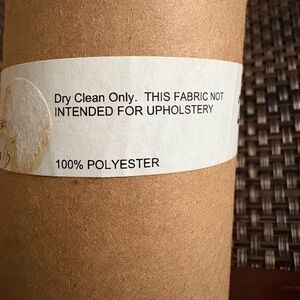 Dry Clean Only. THIS FABRIC NOT
INTENDED FOR UPHOLSTERY
100% POLYESTER